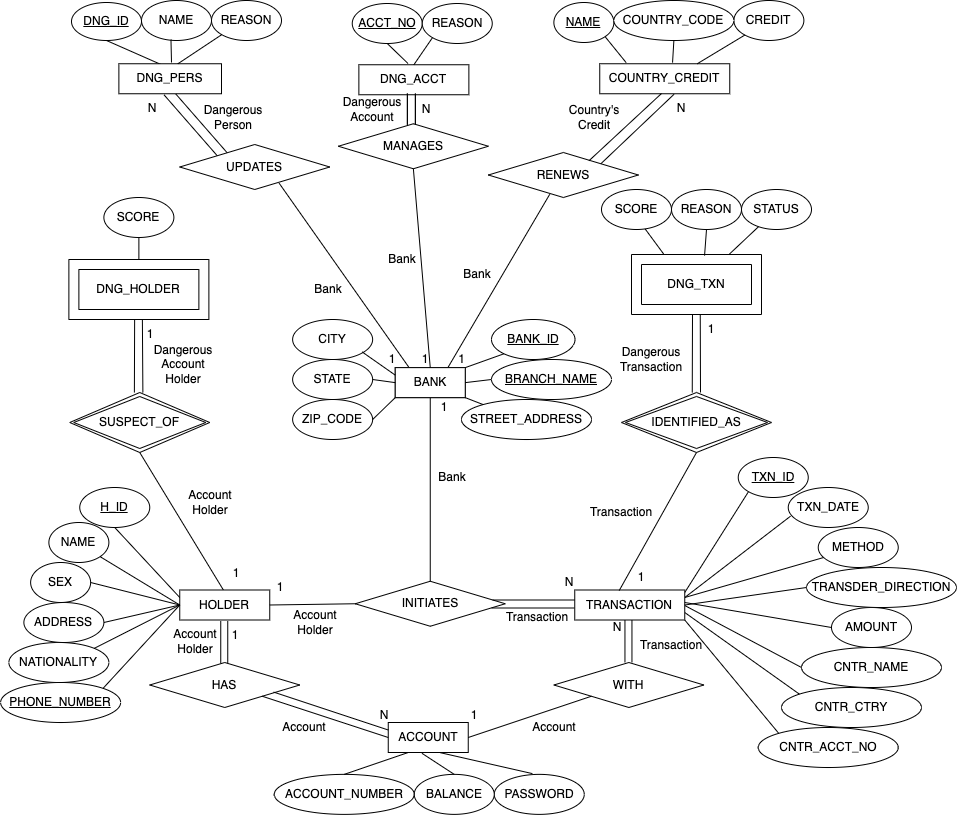 DNG_ID
NAME
REASON
ACCT_NO
REASON
NAME
COUNTRY_CODE
CREDIT
DNG_PERS
DNG_ACCT
COUNTRY_CREDIT
N
Dangerous
Person
Dangerous
Account
N
Country's
Credit
N
UPDATES
MANAGES
RENEWS
SCORE
SCORE
REASON
STATUS
DNG_HOLDER
DNG_TXN
Bank
Bank
Bank
1
Dangerous
Account
Holder
1
Dangerous
Transaction
CITY
STATE
ZIP_CODE
1
1
1
BANK
1
BANK_ID
BRANCH_NAME
STREET_ADDRESS
SUSPECT_OF
IDENTIFIED_AS
Bank
Account
Holder
Transaction
H_ID
NAME
SEX
ADDRESS
NATIONALITY
PHONE_NUMBER
TXN_ID
TXN_DATE
METHOD
TRANSDER_DIRECTION
AMOUNT
CNTR_NAME
CNTR_CTRY
CNTR_ACCT_NO
1
1
HOLDER
Account
Holder
INITIATES
N
Transaction
1
TRANSACTION
Account
Holder
1
N
Transaction
HAS
WITH
Account
N
1
Account
ACCOUNT
ACCOUNT_NUMBER
BALANCE
PASSWORD